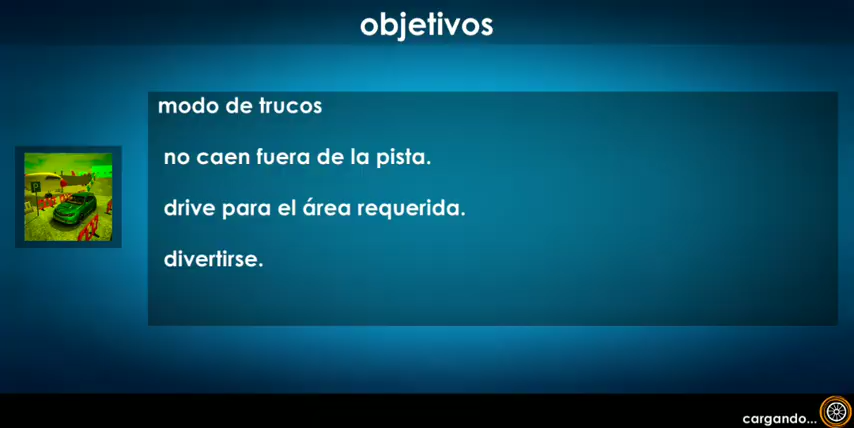 objetivos
modo de trucos
no caen fuera de la pista.
drive para el área requerida.
divertirse.
cargando...